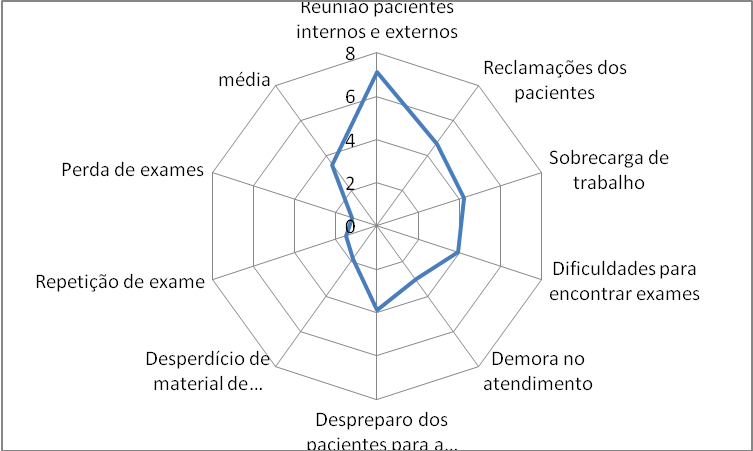 Reunião pacientes
internos e externos
Reclamações dos
pacientes
Sobrecarga de
trabalho
Dificuldades para
encontrar exames
Demora no
atendimento
Despreparo dos
pacientes para a...
Desperdício de
material de...
Repetição de exame
Perda de exames
média
8
6
4
2
0